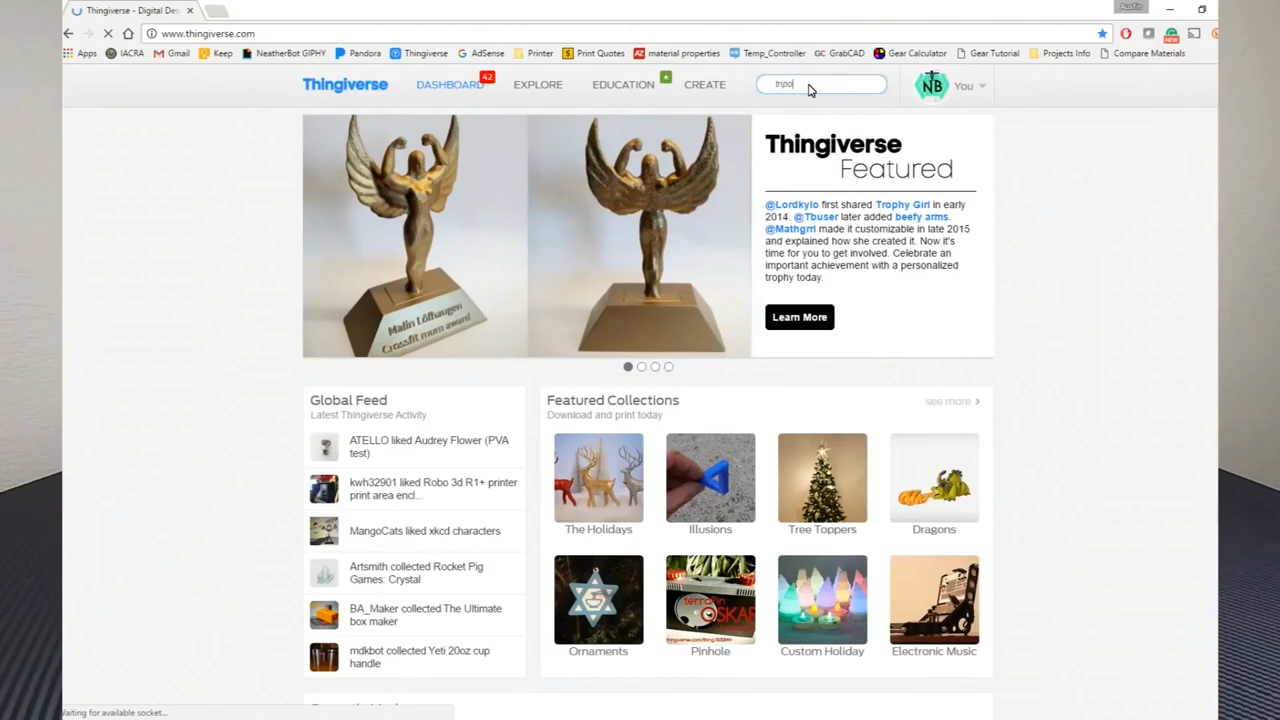 Thingiverse - Digital Des
Austin
www.thingiverse.com
Apps IACRA Gmail Keep NeatherBot GIPHY Pandora Thingiverse AdSense Printer Print Quotes material properties Temp_Controller GrabCAD Gear Calculator Gear Tutorial Projects Info Compare Materials
Thingiverse DASHBOARD 42 EXPLORE EDUCATION CREATE tripo NB You
Thingiverse
Featured
@Lordkylo first shared Trophy Girl in early
2014. @Tbuser later added beefy arms.
@Mathgrrl made it customizable in late 2015
and explained how she created it. Now it's
time for you to get involved. Celebrate an
important achievement with a personalized
trophy today.
Learn More
Malin Löfhaugen
Crossfit mum award
Global Feed
Latest Thingiverse Activity
ATELLO liked Audrey Flower (PVA
test)
kwh32901 liked Robo 3d R1+ printer
print area encl...
MangoCats liked xkcd characters
Artsmith collected Rocket Pig
Games: Crystal
BA_Maker collected The Ultimate
box maker
mdkbot collected Yeti 20oz cup
handle
Featured Collections
see more
Download and print today
The Holidays Illusions Tree Toppers Dragons
terraPin
OSKAR
Ornaments Pinhole Custom Holiday Electronic Music
Waiting for available socket...